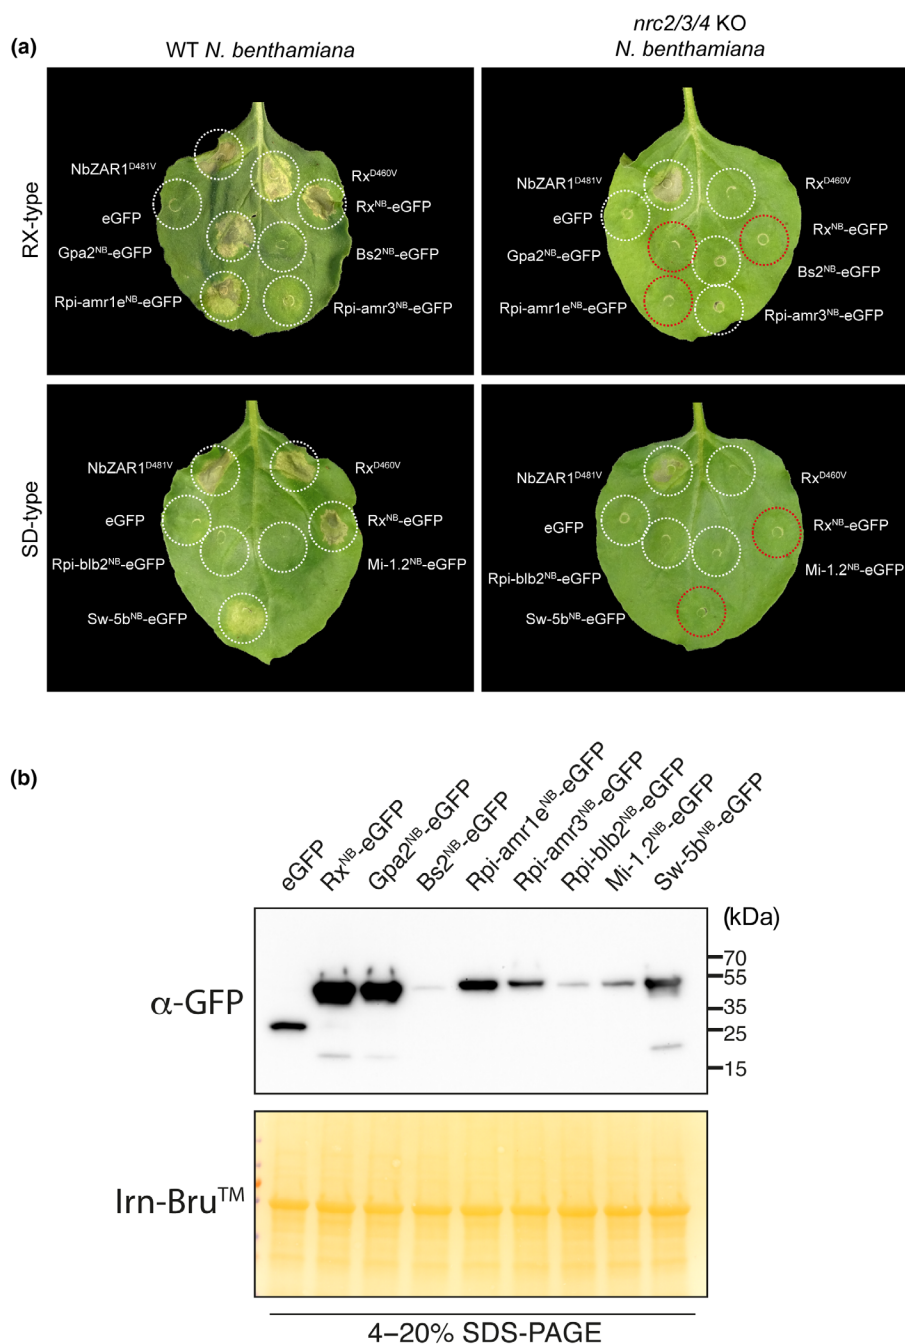 (a)
WT N. benthamiana
nrc2/3/4 KO
N. benthamiana
RX-type
NbZAR1ᴰ⁴⁸¹ⱽ
eGFP
Gpa2ᴺᴮ-eGFP
Rpi-amr1eᴺᴮ-eGFP
Rxᴰ⁴⁶⁰ⱽ
Rxᴺᴮ-eGFP
Bs2ᴺᴮ-eGFP
Rpi-amr3ᴺᴮ-eGFP
NbZAR1ᴰ⁴⁸¹ⱽ
eGFP
Gpa2ᴺᴮ-eGFP
Rpi-amr1eᴺᴮ-eGFP
Rxᴰ⁴⁶⁰ⱽ
Rxᴺᴮ-eGFP
Bs2ᴺᴮ-eGFP
Rpi-amr3ᴺᴮ-eGFP
SD-type
NbZAR1ᴰ⁴⁸¹ⱽ
eGFP
Rpi-blb2ᴺᴮ-eGFP
Sw-5bᴺᴮ-eGFP
Rxᴰ⁴⁶⁰ⱽ
Rxᴺᴮ-eGFP
Mi-1.2ᴺᴮ-eGFP
NbZAR1ᴰ⁴⁸¹ⱽ
eGFP
Rpi-blb2ᴺᴮ-eGFP
Sw-5bᴺᴮ-eGFP
Rxᴰ⁴⁶⁰ⱽ
Rxᴺᴮ-eGFP
Mi-1.2ᴺᴮ-eGFP
(b)
eGFP
Rxᴺᴮ-eGFP
Gpa2ᴺᴮ-eGFP
Bs2ᴺᴮ-eGFP
Rpi-amr1eᴺᴮ-eGFP
Rpi-amr3ᴺᴮ-eGFP
Rpi-blb2ᴺᴮ-eGFP
Mi-1.2ᴺᴮ-eGFP
Sw-5bᴺᴮ-eGFP
(kDa)
α-GFP
70
55
35
25
15
Irn-Bru™
4–20% SDS-PAGE